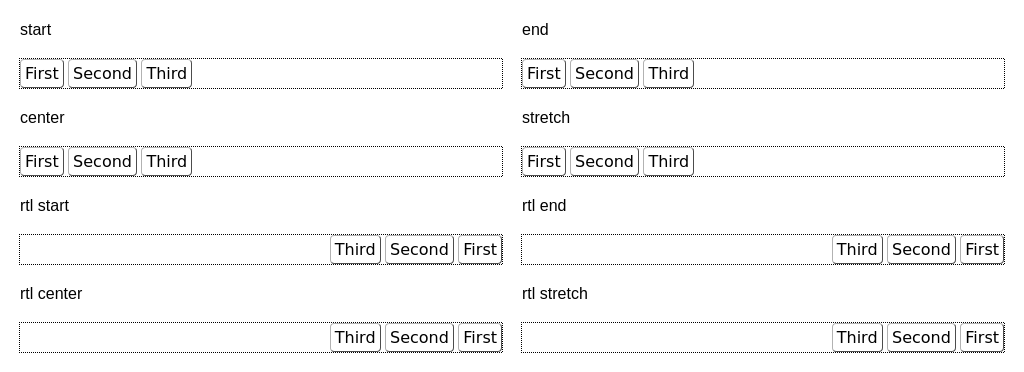 start
First Second Third
end
First Second Third
center
First Second Third
stretch
First Second Third
rtl start
Third Second First
rtl end
Third Second First
rtl center
Third Second First
rtl stretch
Third Second First